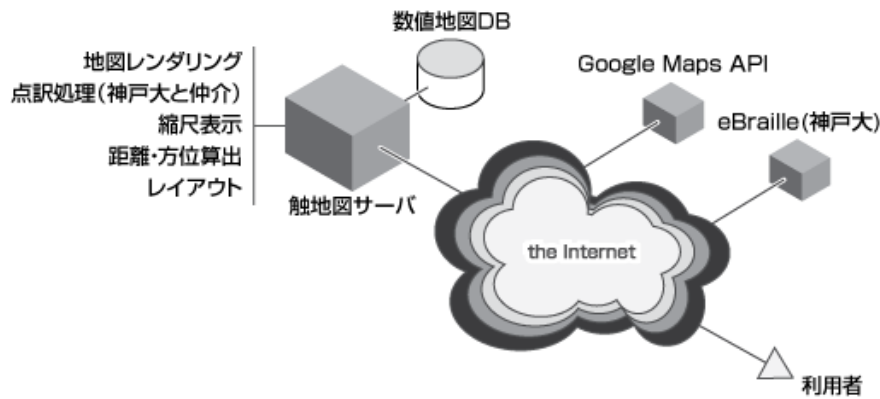 数値地図DB
地図レンダリング
点訳処理(神戸大と仲介)
縮尺表示
距離・方位算出
レイアウト
触地図サーバ
Google Maps API
eBraille(神戸大)
the Internet
利用者